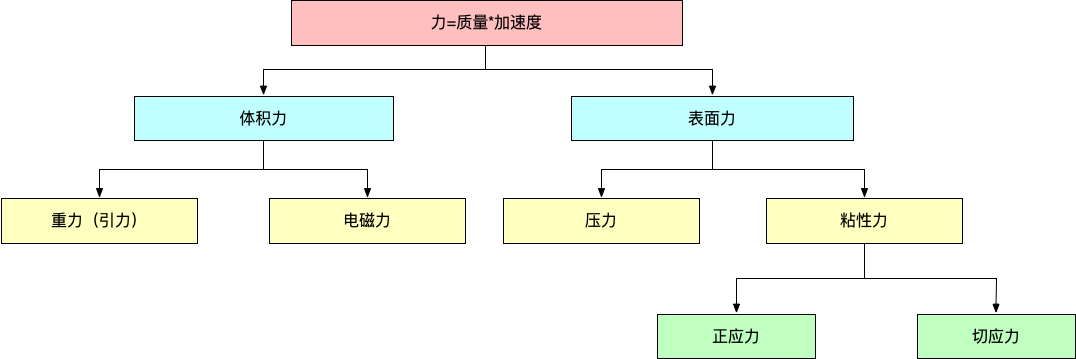 力=质量*加速度
体积力
表面力
重力（引力）
电磁力
压力
粘性力
正应力
切应力